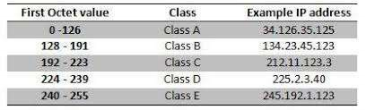 First Octet value Class Example IP address
0 -126 Class A 34.126.35.125
128 - 191 Class B 134.23.45.123
192 - 223 Class C 212.11.123.3
224 - 239 Class D 225.2.3.40
240 - 255 Class E 245.192.1.123